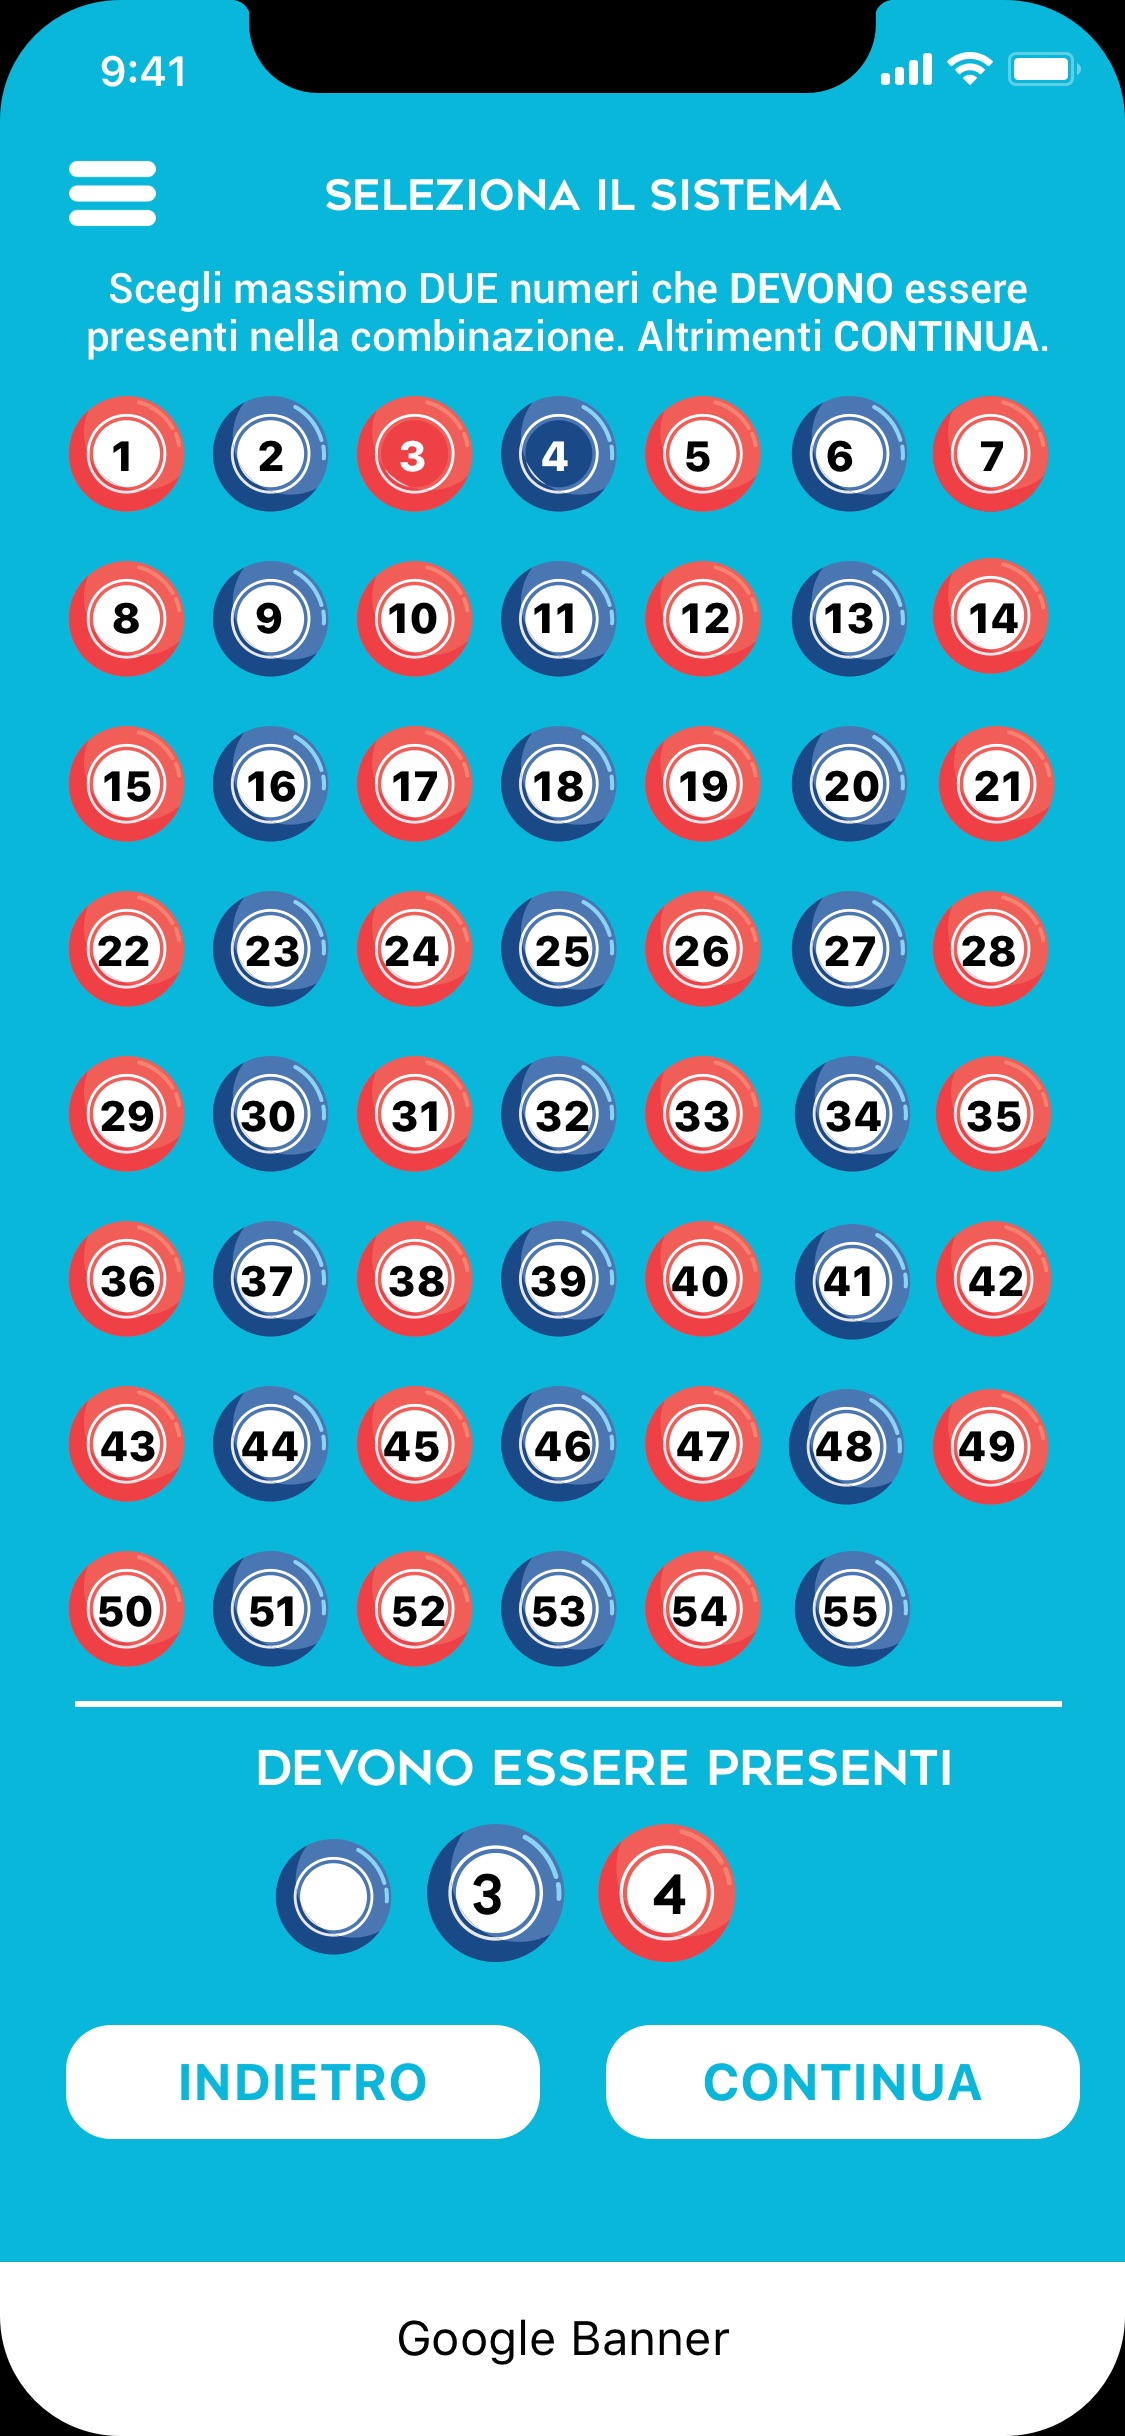 9:41
SELEZIONA IL SISTEMA
Scegli massimo DUE numeri che DEVONO essere
presenti nella combinazione. Altrimenti CONTINUA.
1 2 3 4 5 6 7
8 9 10 11 12 13 14
15 16 17 18 19 20 21
22 23 24 25 26 27 28
29 30 31 32 33 34 35
36 37 38 39 40 41 42
43 44 45 46 47 48 49
50 51 52 53 54 55
DEVONO ESSERE PRESENTI
3 4
INDIETRO CONTINUA
Google Banner